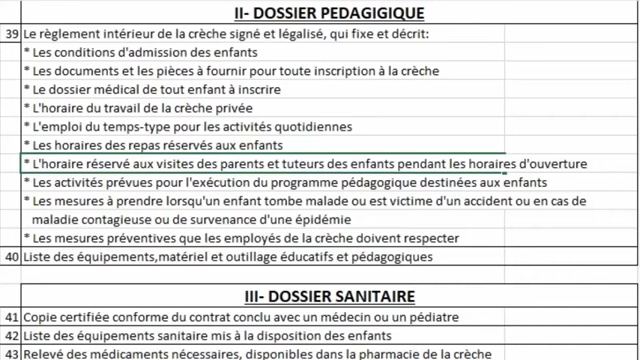 II- DOSSIER PEDAGIGIQUE
39 Le règlement intérieur de la crèche signé et légalisé, qui fixe et décrit:
* Les conditions d'admission des enfants
* Les documents et les pièces à fournir pour toute inscription à la crèche
* Le dossier médical de tout enfant à inscrire
* L'horaire du travail de la crèche privée
* L'emploi du temps-type pour les activités quotidiennes
* Les horaires des repas réservés aux enfants
* L'horaire réservé aux visites des parents et tuteurs des enfants pendant les horaires d'ouverture
* Les activités prévues pour l'exécution du programme pédagogique destinées aux enfants
* Les mesures à prendre lorsqu'un enfant tombe malade ou est victime d'un accident ou en cas de
maladie contagieuse ou de survenance d'une épidémie
* Les mesures préventives que les employés de la crèche doivent respecter
40 Liste des équipements,matériel et outillage éducatifs et pédagogiques
III- DOSSIER SANITAIRE
41 Copie certifiée conforme du contrat conclu avec un médecin ou un pédiatre
42 Liste des équipements sanitaire mis à la disposition des enfants
43 Relevé des médicaments nécessaires, disponibles dans la pharmacie de la crèche